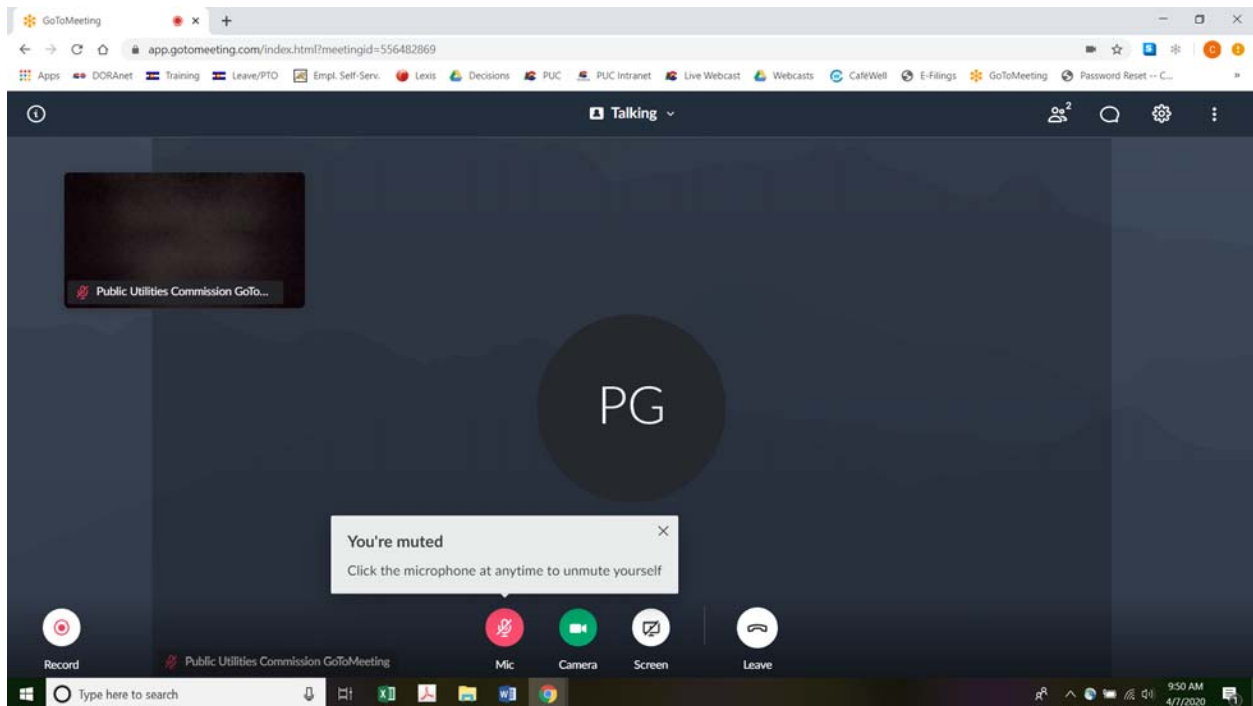 GoToMeeting
app.gotomeeting.com/index.html?meetingid=556482869
Apps DORAnet Training Leave/PTO Empl. Self-Serv. Lexis Decisions PUC PUC Intranet Live Webcast Webcasts CafeWell E-Filings GoToMeeting Password Reset -- C... »
Talking
2
Public Utilities Commission GoTo...
PG
You're muted
Click the microphone at anytime to unmute yourself
Public Utilities Commission GoToMeeting
Record Mic Camera Screen Leave
Type here to search
9:50 AM
4/7/2020